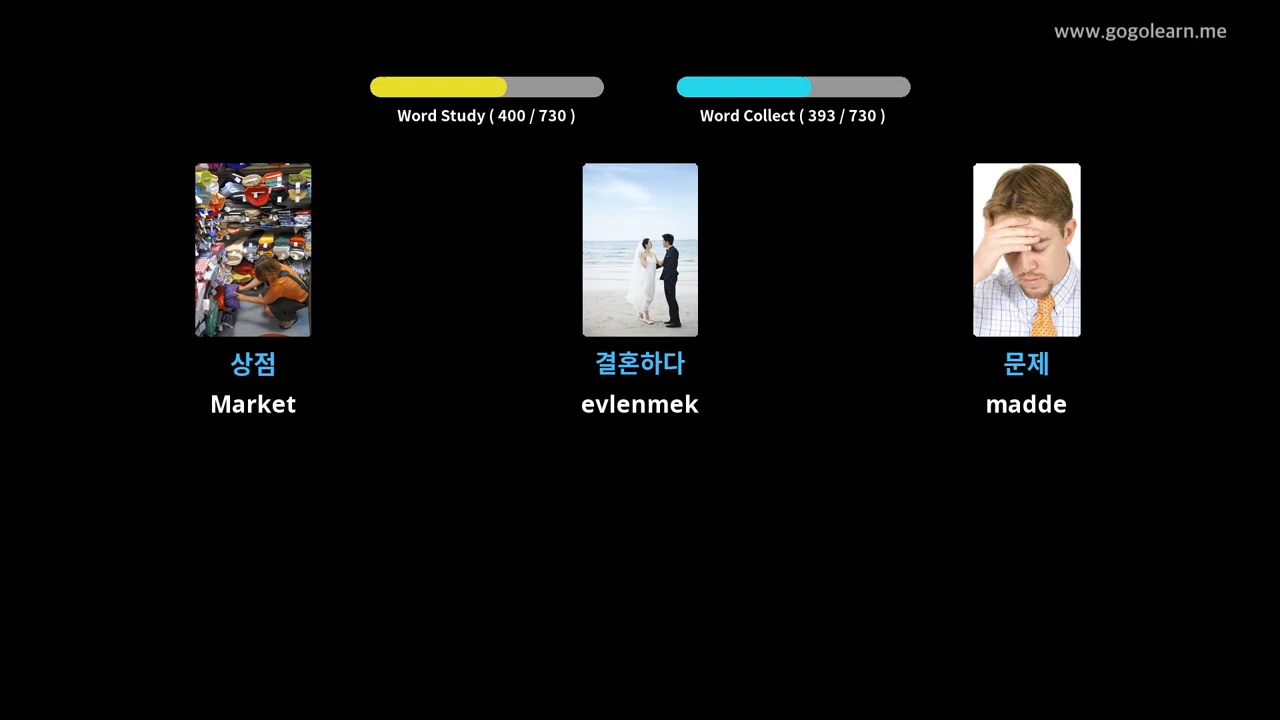 www.gogolearn.me
Word Study ( 400 / 730 )
Word Collect ( 393 / 730 )
상점
결혼하다
문제
Market
evlenmek
madde